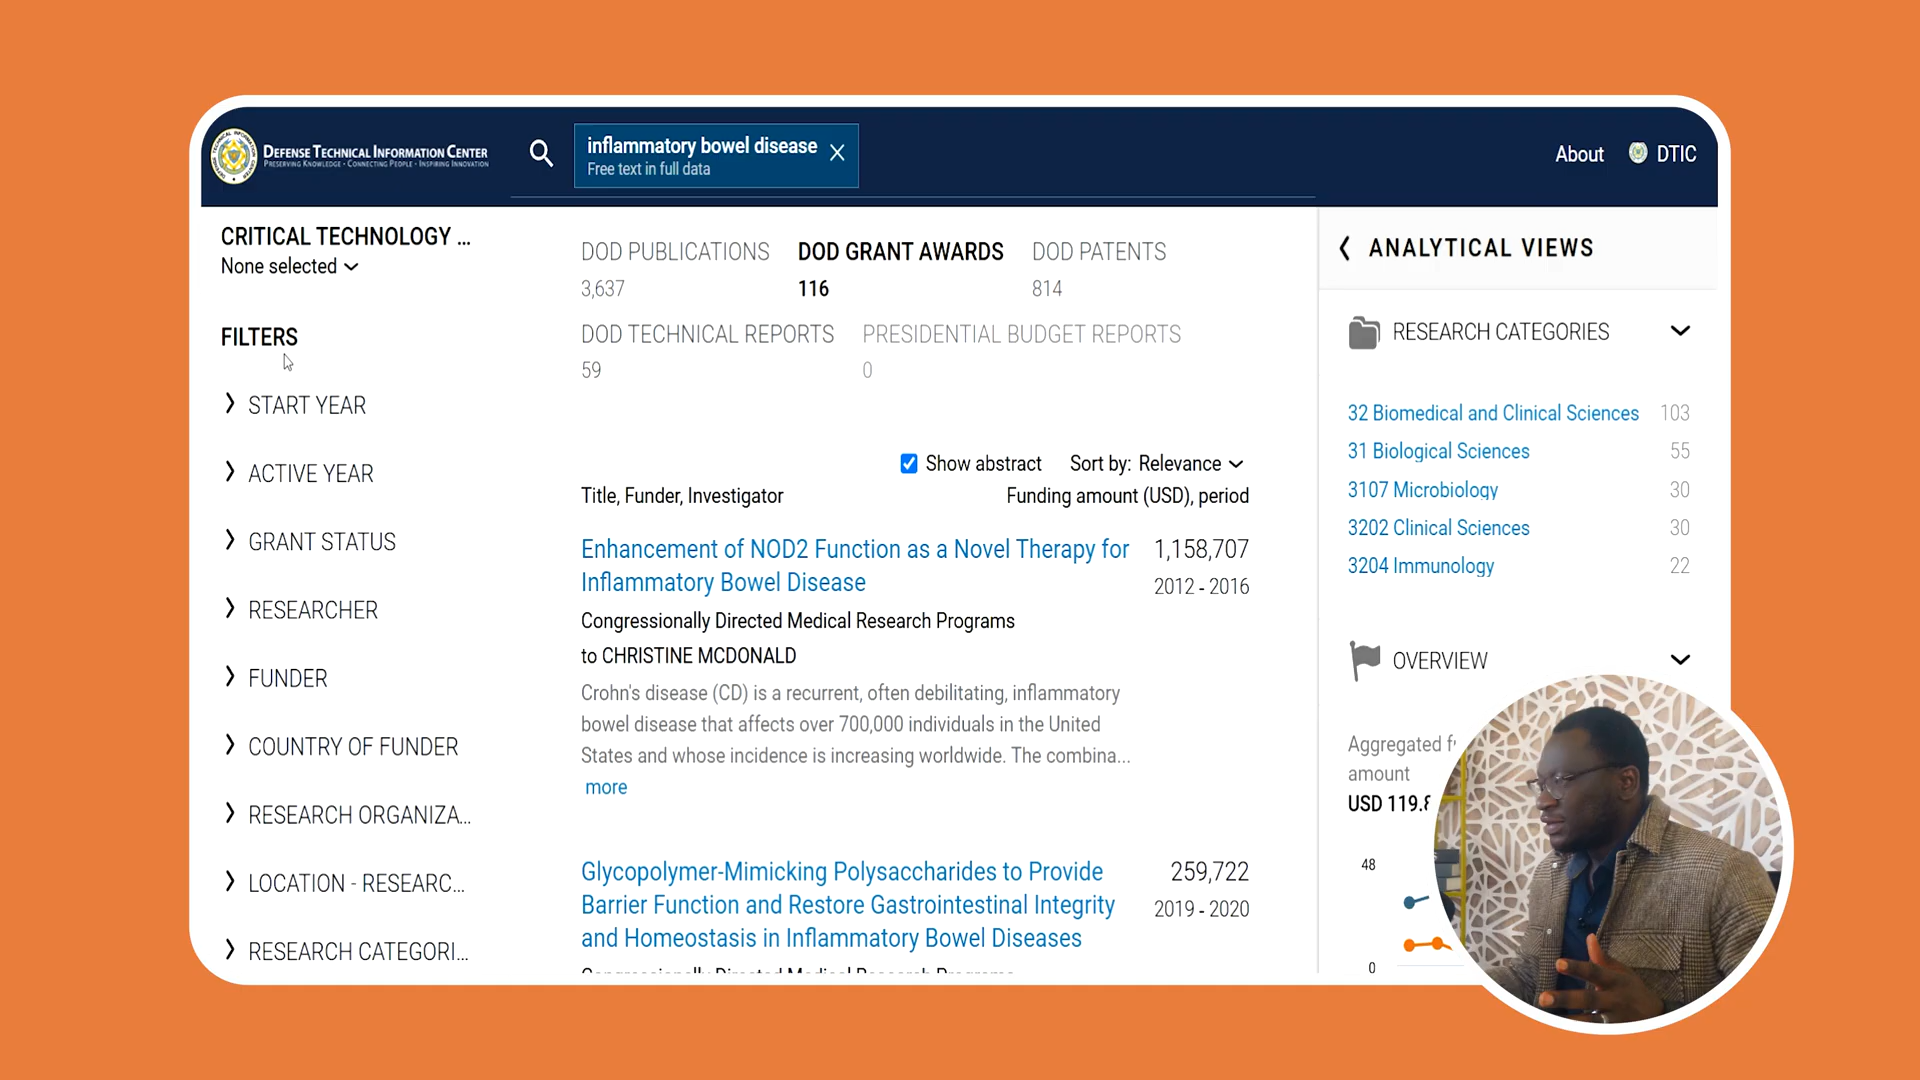 DEFENSE TECHNICAL INFORMATION CENTER
PRESERVING KNOWLEDGE • CONNECTING PEOPLE • INSPIRING INNOVATION
inflammatory bowel disease
Free text in full data
About
DTIC
CRITICAL TECHNOLOGY ...
None selected
FILTERS
START YEAR
ACTIVE YEAR
GRANT STATUS
RESEARCHER
FUNDER
COUNTRY OF FUNDER
RESEARCH ORGANIZA...
LOCATION - RESEARC...
RESEARCH CATEGORI...
DOD PUBLICATIONS
3,637
DOD GRANT AWARDS
116
DOD PATENTS
814
DOD TECHNICAL REPORTS
59
PRESIDENTIAL BUDGET REPORTS
0
Show abstract
Sort by: Relevance
Title, Funder, Investigator
Funding amount (USD), period
Enhancement of NOD2 Function as a Novel Therapy for
Inflammatory Bowel Disease
1,158,707
2012 - 2016
Congressionally Directed Medical Research Programs
to CHRISTINE MCDONALD
Crohn's disease (CD) is a recurrent, often debilitating, inflammatory
bowel disease that affects over 700,000 individuals in the United
States and whose incidence is increasing worldwide. The combina...
more
Glycopolymer-Mimicking Polysaccharides to Provide
Barrier Function and Restore Gastrointestinal Integrity
and Homeostasis in Inflammatory Bowel Diseases
259,722
2019 - 2020
Congressionally Directed Medical Research Programs
ANALYTICAL VIEWS
RESEARCH CATEGORIES
32 Biomedical and Clinical Sciences 103
31 Biological Sciences 55
3107 Microbiology 30
3202 Clinical Sciences 30
3204 Immunology 22
OVERVIEW
Aggregated
amount
USD 119.
48
0